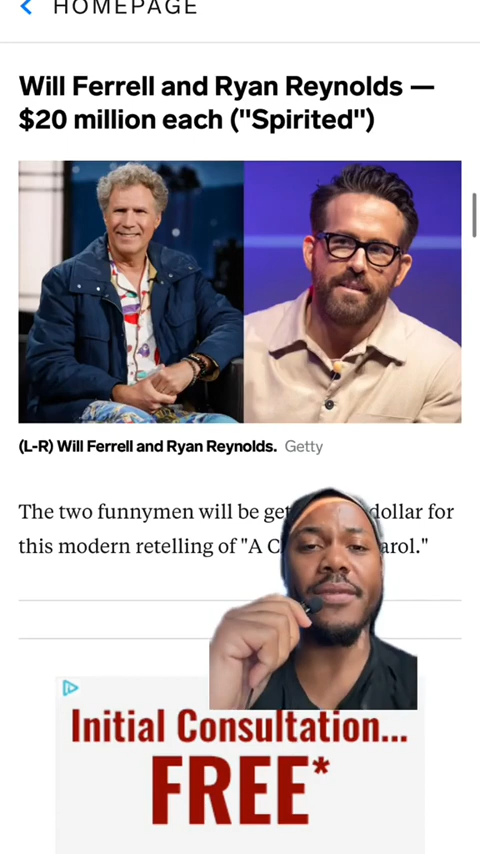 HOMEPAGE
Will Ferrell and Ryan Reynolds —
$20 million each ("Spirited")
(L-R) Will Ferrell and Ryan Reynolds. Getty
The two funnymen will be get dollar for
this modern retelling of "A C arol."
Initial Consultation...
FREE*